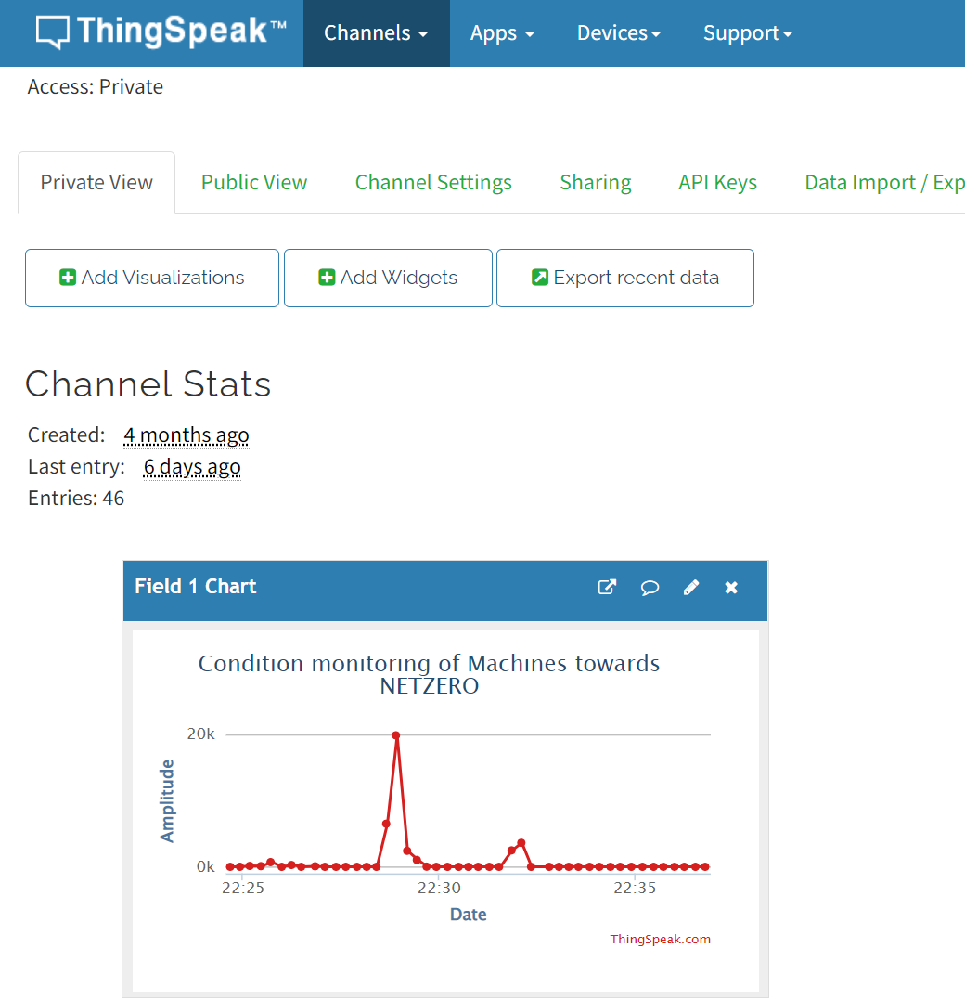 ThingSpeak™ Channels Apps Devices Support
Access: Private
Private View Public View Channel Settings Sharing API Keys Data Import / Exp
Add Visualizations Add Widgets Export recent data
Channel Stats
Created: 4 months ago
Last entry: 6 days ago
Entries: 46
Field 1 Chart
Condition monitoring of Machines towards
NETZERO
20k
Amplitude
0k
22:25 22:30 22:35
Date
ThingSpeak.com